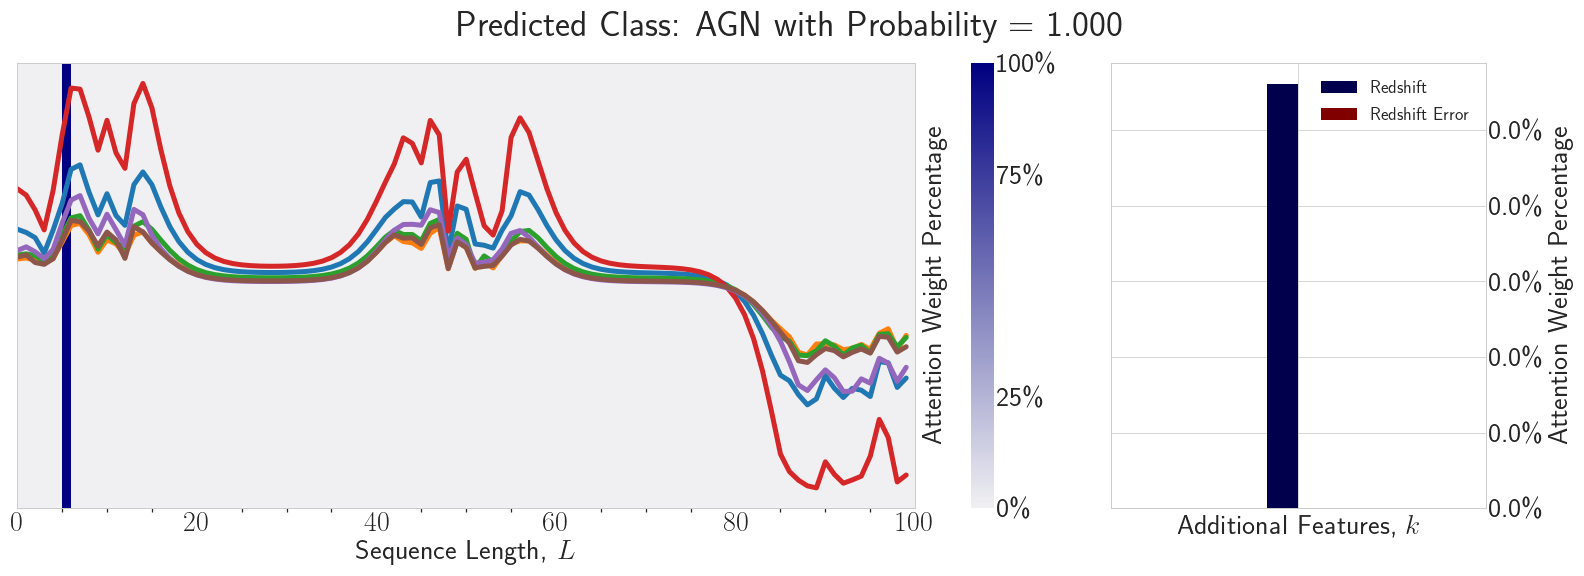 Predicted Class: AGN with Probability = 1.000
0
20
40
60
80
100
Sequence Length, L
Attention Weight Percentage
100%
75%
25%
0%
Redshift
Redshift Error
0.0%
0.0%
0.0%
0.0%
0.0%
0.0%
Attention Weight Percentage
Additional Features, k